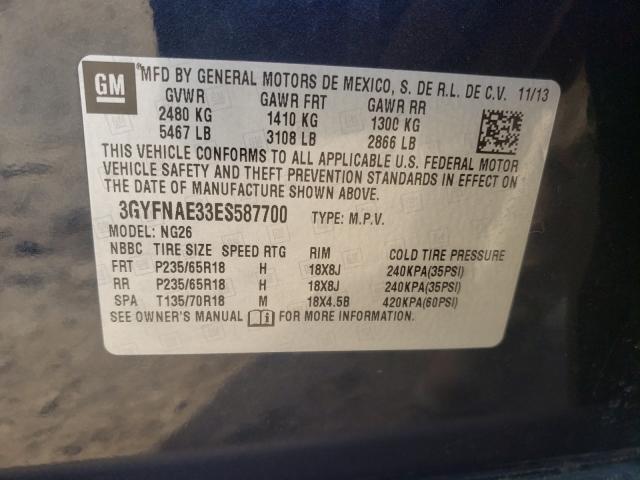 GM
MFD BY GENERAL MOTORS DE MEXICO, S. DE R.L. DE C.V. 11/13
GVWR GAWR FRT GAWR RR
2480 KG 1410 KG 1300 KG
5467 LB 3108 LB 2866 LB
THIS VEHICLE CONFORMS TO ALL APPLICABLE U.S. FEDERAL MOTOR
VEHICLE SAFETY AND THEFT PREVENTION STANDARDS IN EFFECT ON
THE DATE OF MANUFACTURE SHOWN ABOVE.
3GYFNAE33ES587700 TYPE: M.P.V.
MODEL: NG26
NBBC TIRE SIZE SPEED RTG RIM COLD TIRE PRESSURE
FRT P235/65R18 H 18X8J 240KPA(35PSI)
RR P235/65R18 H 18X8J 240KPA(35PSI)
SPA T135/70R18 M 18X4.5B 420KPA(60PSI)
SEE OWNER'S MANUAL FOR MORE INFORMATION.